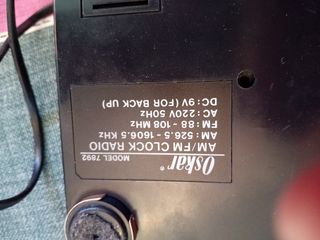 Oskar ®
MODEL 7892
AM/FM CLOCK RADIO
AM : 526.5 - 1606.5 KHz
FM : 88 - 108 MHz
AC : 220V 50Hz
DC : 9V (FOR BACK UP)